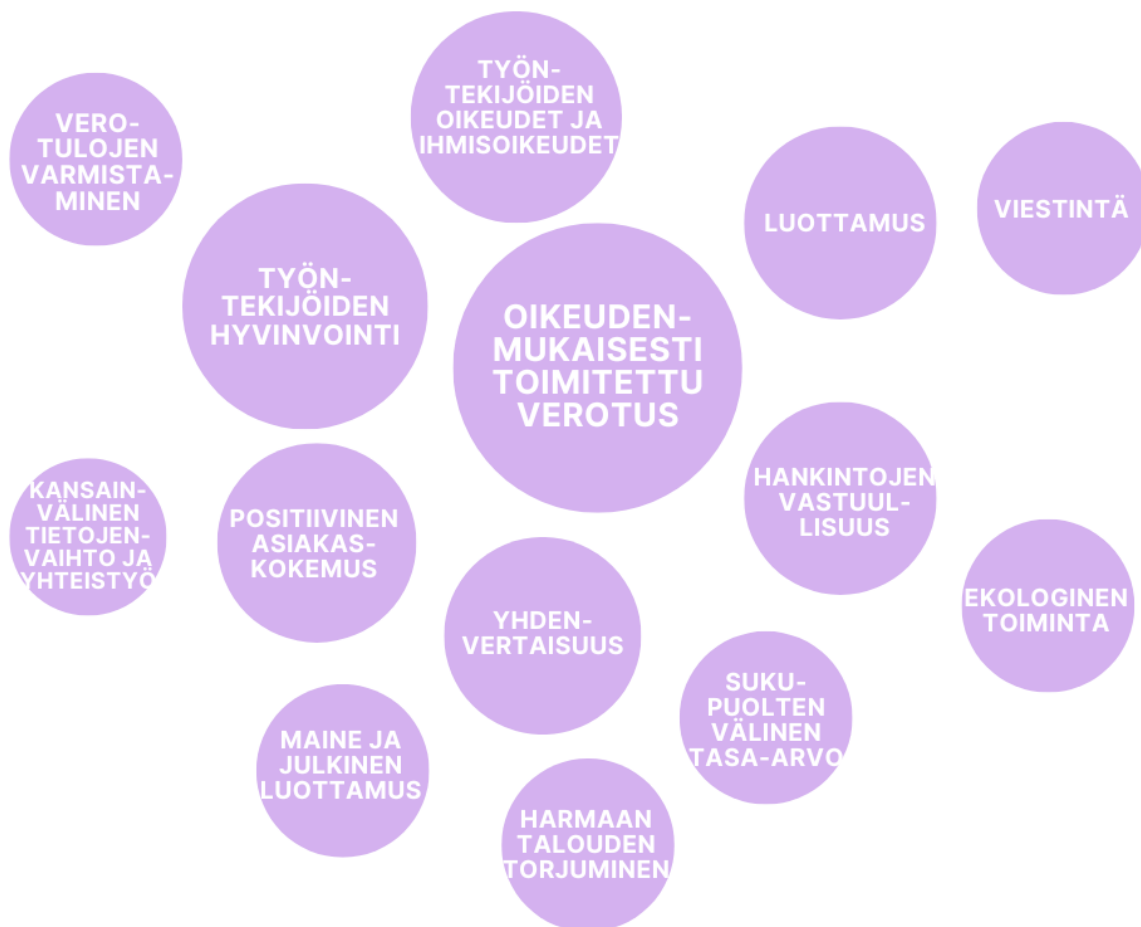 TYÖN-
TEKIJÖIDEN
OIKEUDET JA
IHMISOIKEUDET
VERO-
TULOJEN
VARMISTA-
MINEN
LUOTTAMUS
VIESTINTÄ
TYÖN-
TEKIJÖIDEN
HYVINVOINTI
OIKEUDEN-
MUKAISESTI
TOIMITETTU
VEROTUS
KANSAIN-
VÄLINEN
TIETOJEN-
VAIHTO JA
YHTEISTYÖ
POSITIIVINEN
ASIAKAS-
KOKEMUS
HANKINTOJEN
VASTUUL-
LISUUS
YHDEN-
VERTAISUUS
EKOLOGINEN
TOIMINTA
SUKU-
PUOLTEN
VÄLINEN
TASA-ARVO
MAINE JA
JULKINEN
LUOTTAMUS
HARMAAN
TALOUDEN
TORJUMINEN